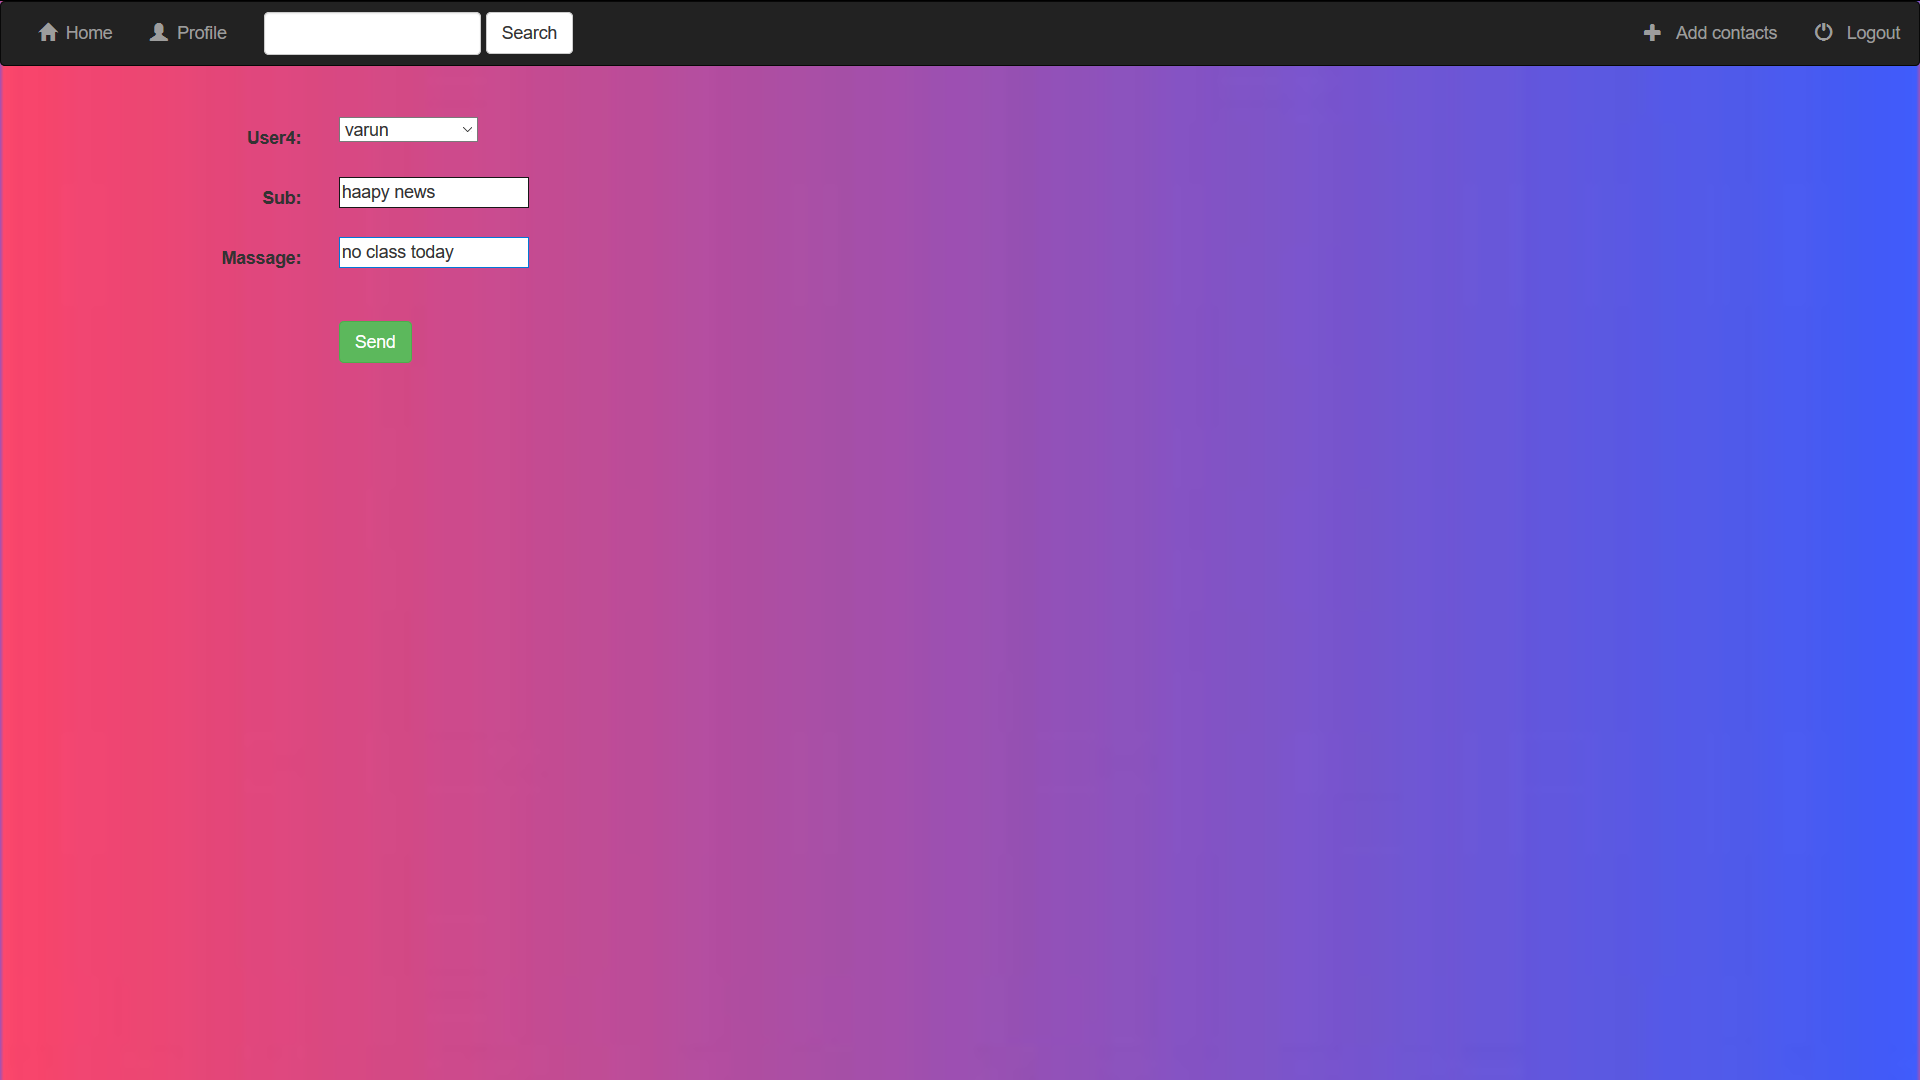 Home Profile Search Add contacts Logout
User4: varun
Sub: haapy news
Massage: no class today
Send